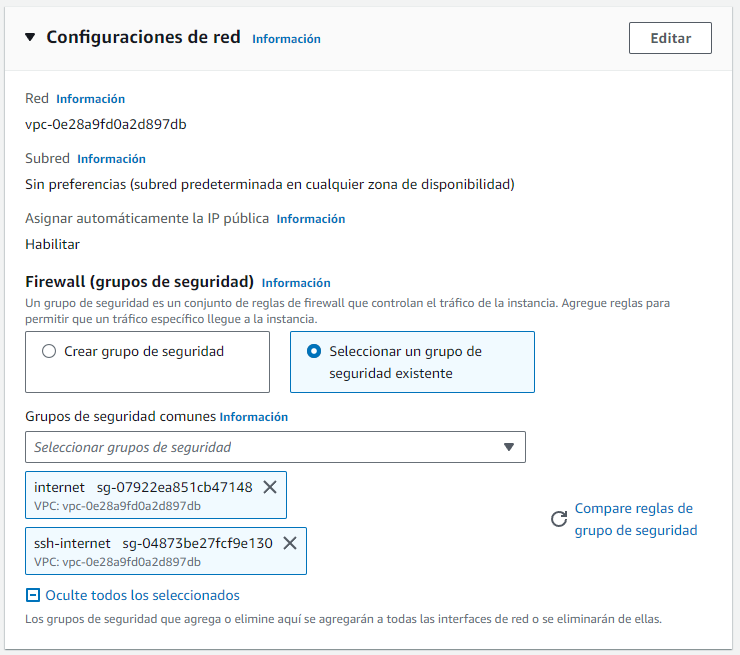 Configuraciones de red Información
Editar
Red Información
vpc-0e28a9fd0a2d897db
Subred Información
Sin preferencias (subred predeterminada en cualquier zona de disponibilidad)
Asignar automáticamente la IP pública Información
Habilitar
Firewall (grupos de seguridad) Información
Un grupo de seguridad es un conjunto de reglas de firewall que controlan el tráfico de la instancia. Agregue reglas para
permitir que un tráfico específico llegue a la instancia.
Crear grupo de seguridad
Seleccionar un grupo de
seguridad existente
Grupos de seguridad comunes Información
Seleccionar grupos de seguridad
internet sg-07922ea851cb47148
VPC: vpc-0e28a9fd0a2d897db
ssh-internet sg-04873be27fcf9e130
VPC: vpc-0e28a9fd0a2d897db
Compare reglas de
grupo de seguridad
Oculte todos los seleccionados
Los grupos de seguridad que agrega o elimine aquí se agregarán a todas las interfaces de red o se eliminarán de ellas.